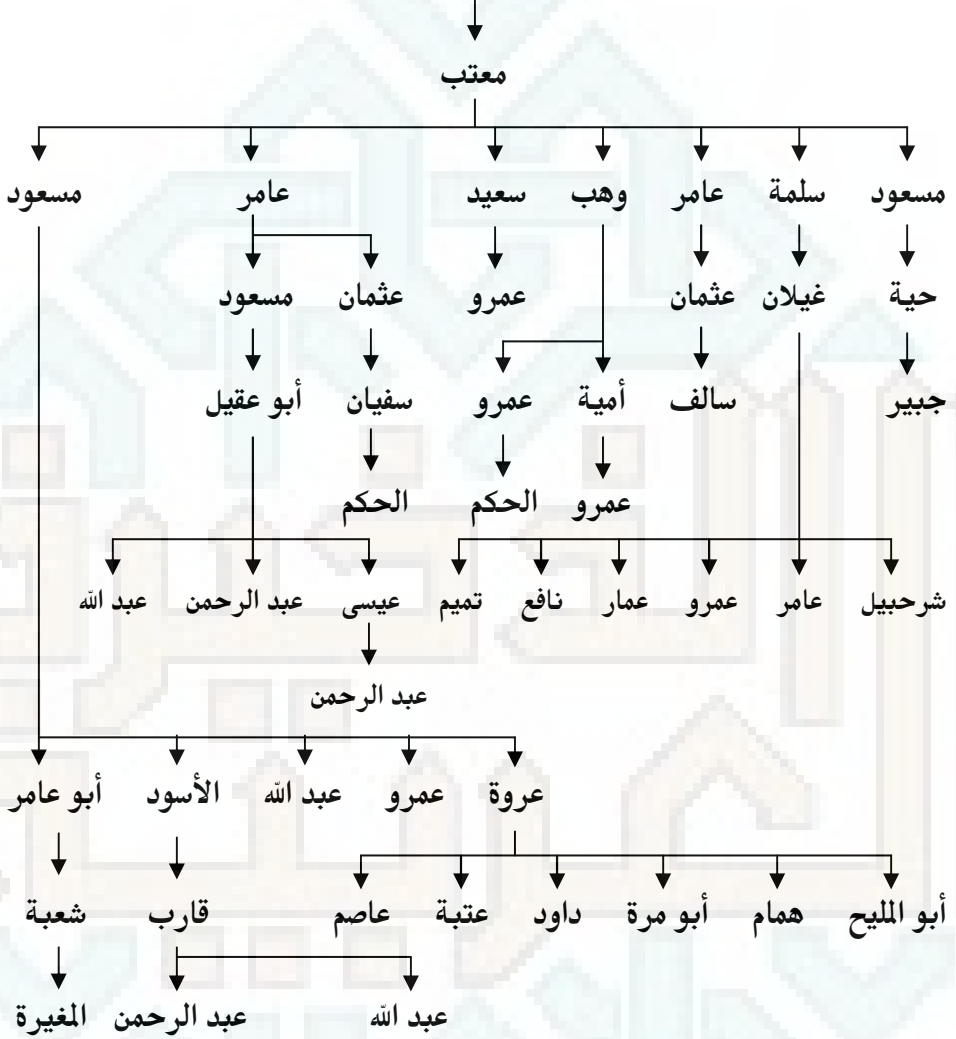 معتب
مسعود سلمة عامر وهب سعيد عامر مسعود
حية غيلان عثمان عمرو عثمان مسعود
جبير سالف أمية عمرو سفيان أبو عقيل
عمرو الحكم الحكم
شرحبيل عامر عمرو عمار نافع تميم عيسى عبد الرحمن عبد الله
عبد الرحمن
عروة عمرو عبد الله الأسود أبو عامر
أبو المليح همام أبو مرة داود عتبة عاصم قارب شعبة
عبد الله عبد الرحمن المغيرة